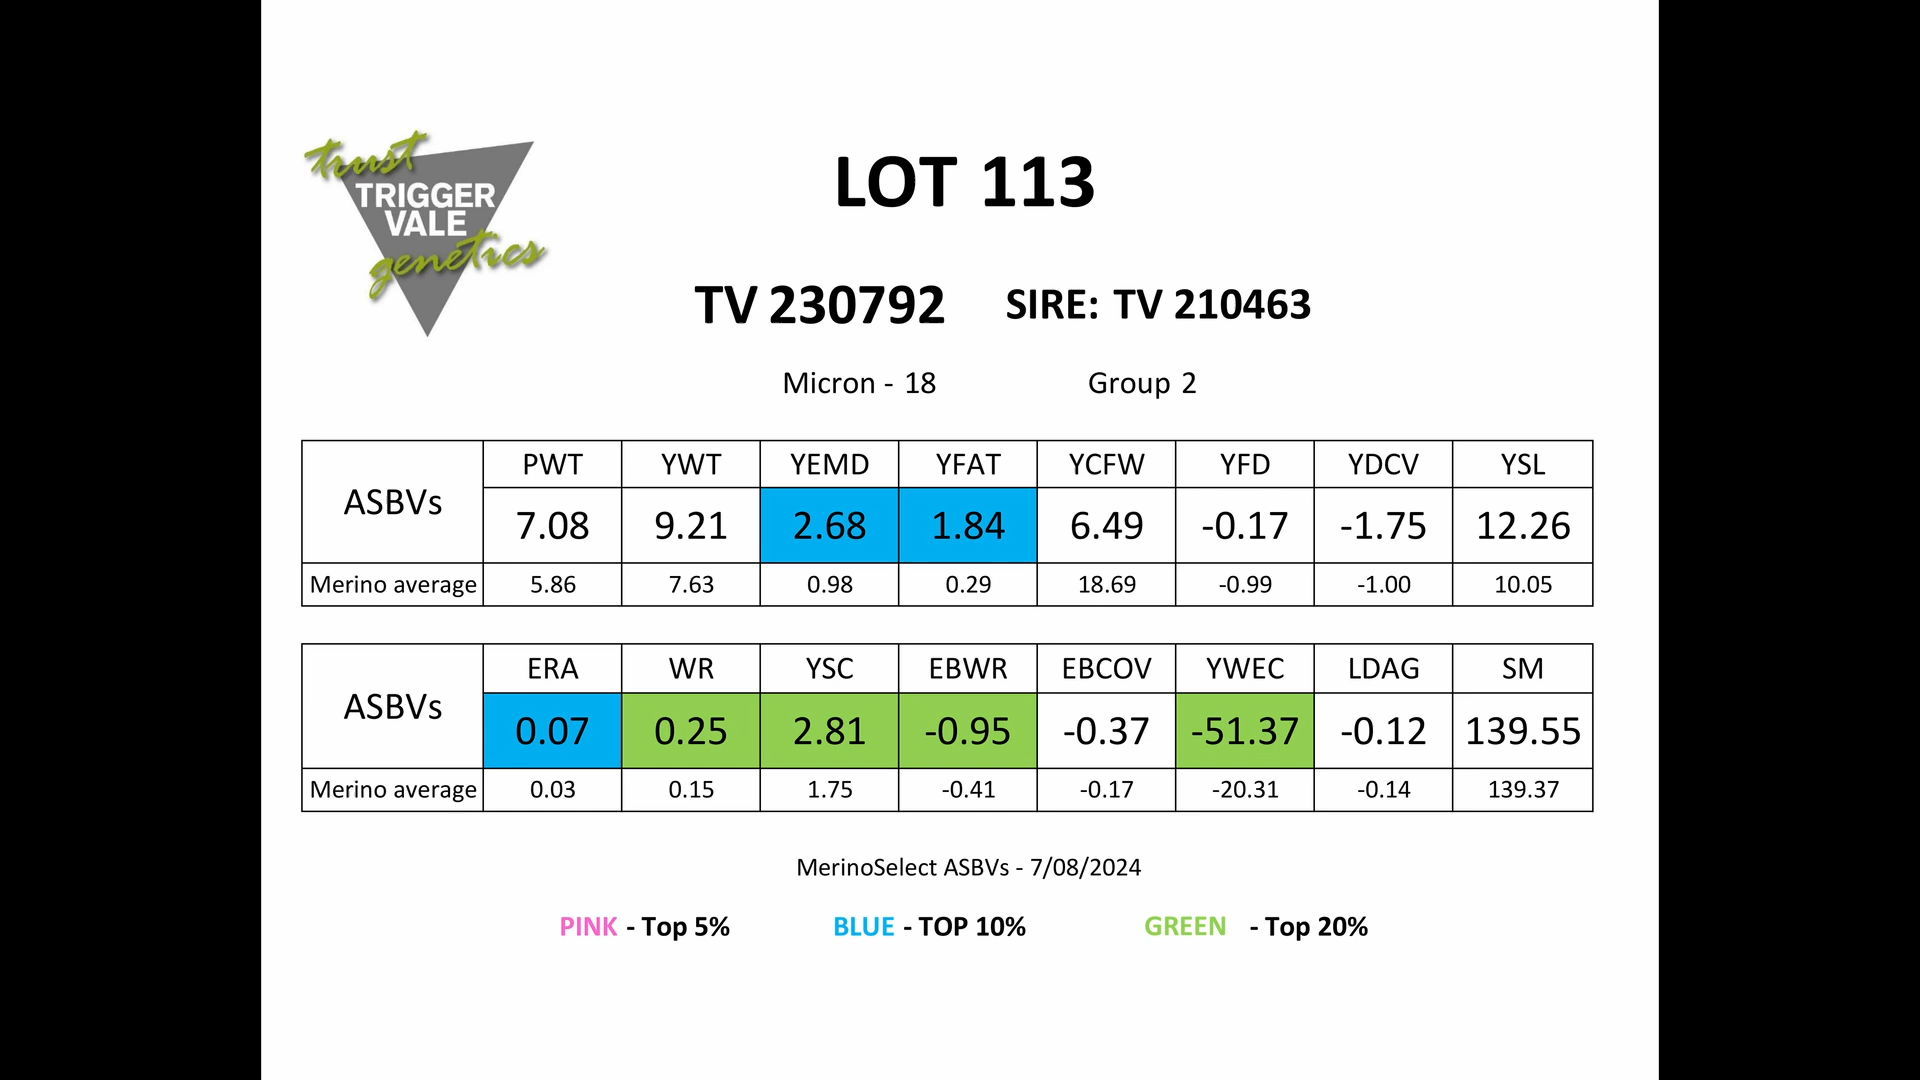 trust
TRIGGER
VALE
genetics
LOT 113
TV 230792 SIRE: TV 210463
Micron - 18 Group 2
ASBVs PWT YWT YEMD YFAT YCFW YFD YDCV YSL
7.08 9.21 2.68 1.84 6.49 -0.17 -1.75 12.26
Merino average 5.86 7.63 0.98 0.29 18.69 -0.99 -1.00 10.05
ASBVs ERA WR YSC EBWR EBCOV YWEC LDAG SM
0.07 0.25 2.81 -0.95 -0.37 -51.37 -0.12 139.55
Merino average 0.03 0.15 1.75 -0.41 -0.17 -20.31 -0.14 139.37
MerinoSelect ASBVs - 7/08/2024
PINK - Top 5% BLUE - TOP 10% GREEN - Top 20%